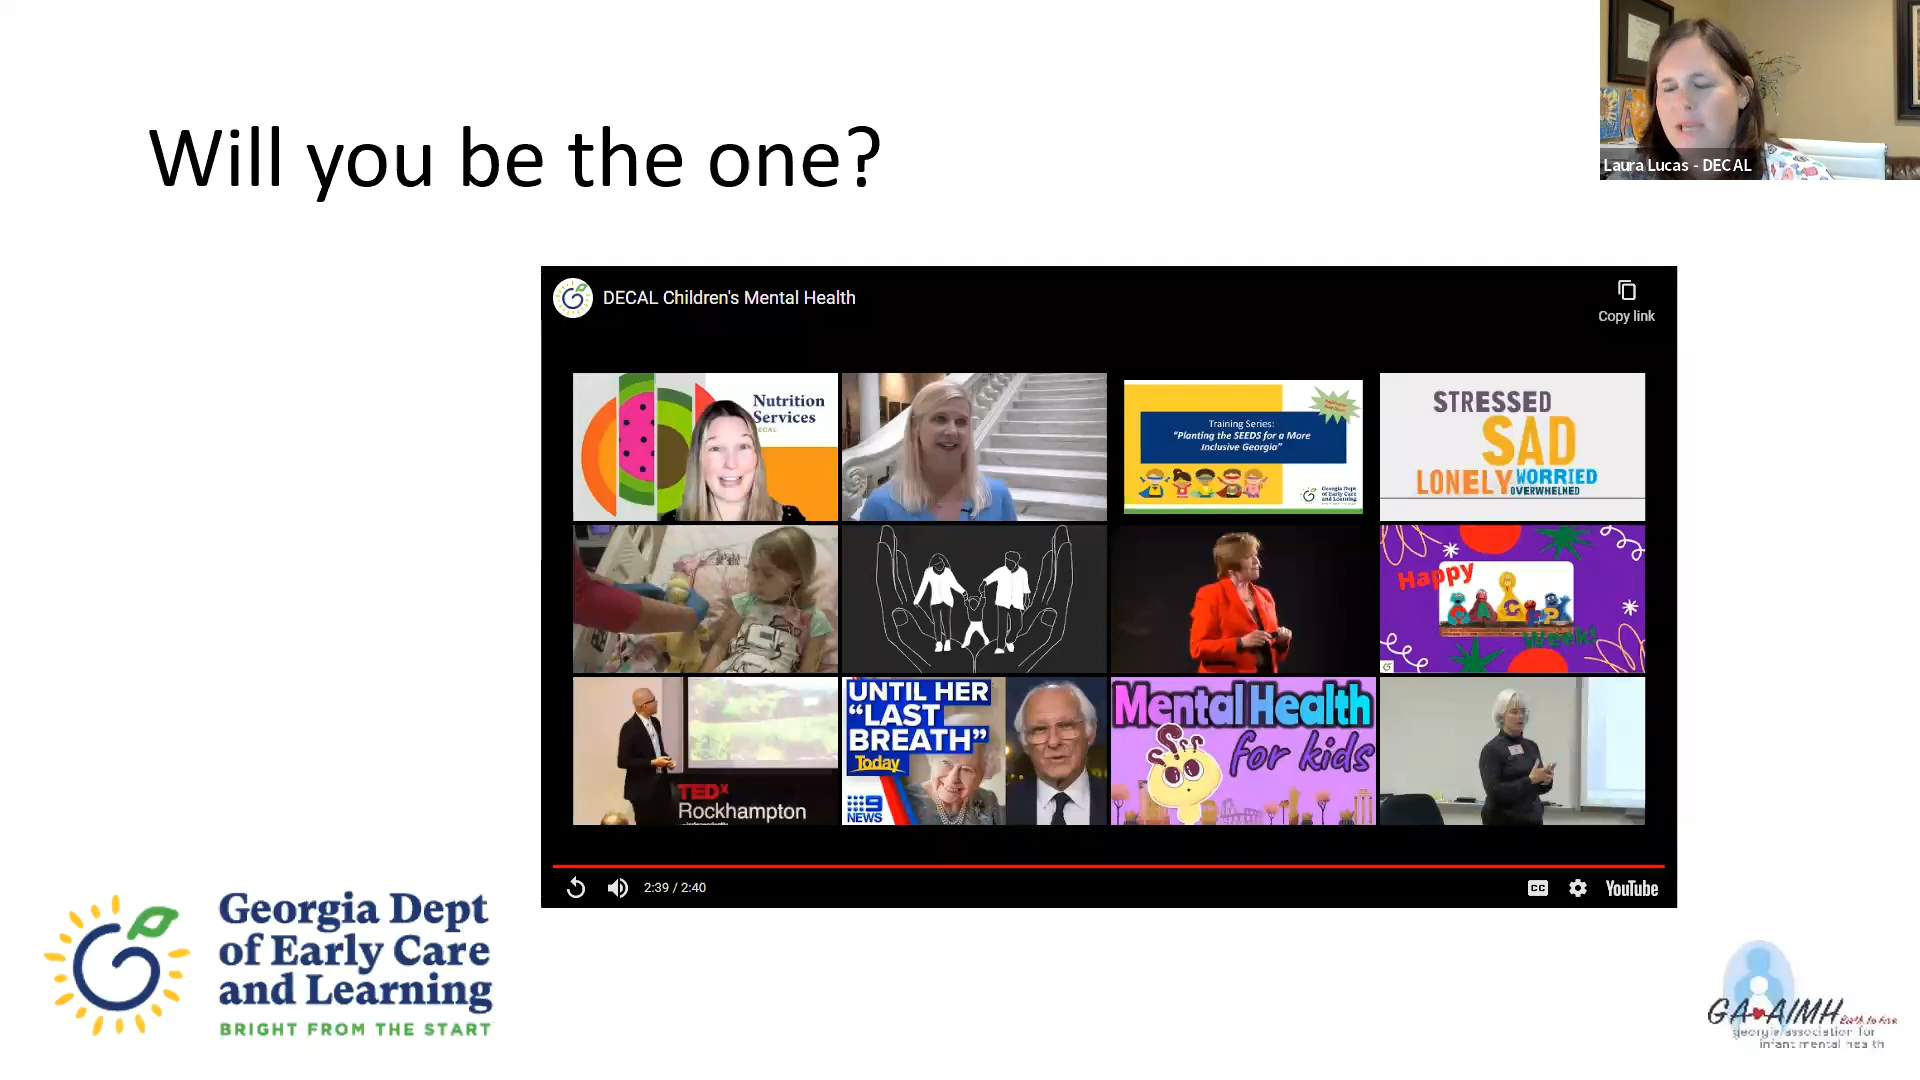 Will you be the one?
Laura Lucas - DECAL
DECAL Children's Mental Health
Copy link
Nutrition
Services
DECAL
Training Series:
"Planting the SEEDS for a More
Inclusive Georgia"
Georgia Dept
of Early Care
and Learning
STRESSED
SAD
LONELY WORRIED
OVERWHELMED
Happy
CACFP
Week!
TEDx
Rockhampton
UNTIL HER
“LAST
BREATH”
Today
9
NEWS
Mental Health
for kids
2:39 / 2:40
CC
YouTube
Georgia Dept
of Early Care
and Learning
BRIGHT FROM THE START
GA AIMH Birth to Five
georgia association for
infant mental health